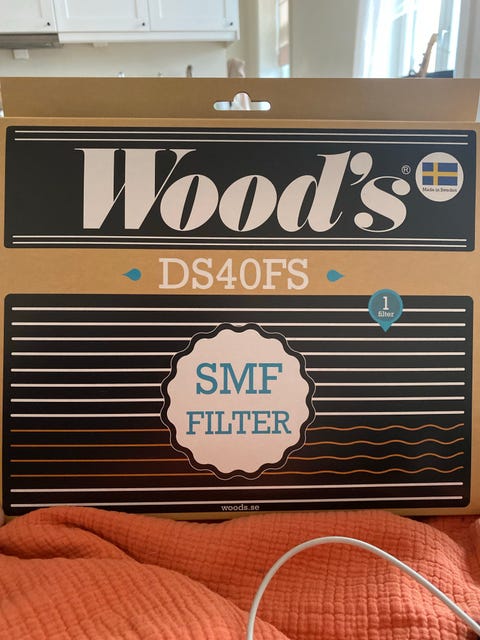 Wood's®
Made in Sweden
DS40FS
1
filter
SMF
FILTER
woods.se